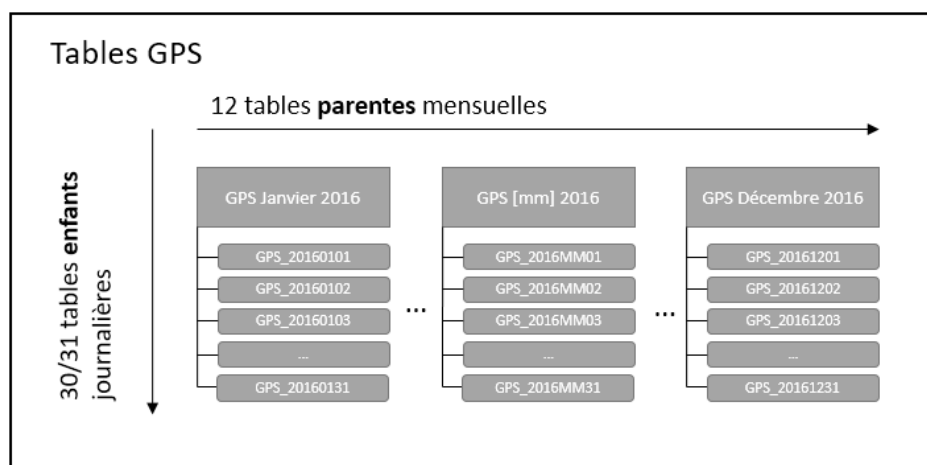 Tables GPS
12 tables parentes mensuelles
30/31 tables enfants
journalières
GPS Janvier 2016
GPS_20160101
GPS_20160102
GPS_20160103
...
GPS_20160131
...
GPS [mm] 2016
GPS_2016MM01
GPS_2016MM02
GPS_2016MM03
...
GPS_2016MM31
...
GPS Décembre 2016
GPS_20161201
GPS_20161202
GPS_20161203
...
GPS_20161231